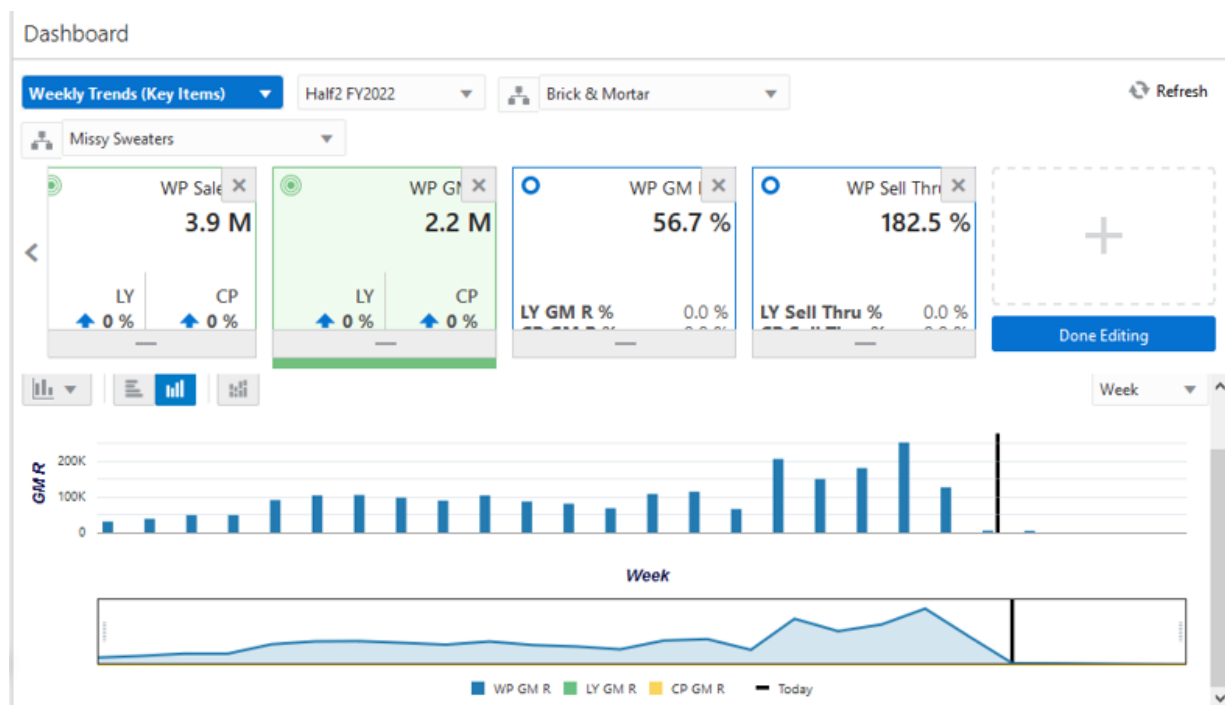 Dashboard
Weekly Trends (Key Items) Half2 FY2022 Brick & Mortar Refresh
Missy Sweaters
WP Sale WP GM WP GM WP Sell Thru
3.9 M 2.2 M 56.7 % 182.5 %
LY CP LY CP
0 % 0 % 0 % 0 %
LY GM R % 0.0 % LY Sell Thru % 0.0 %
Done Editing
Week
GM R
200K
100K
0
Week
WP GM R LY GM R CP GM R Today